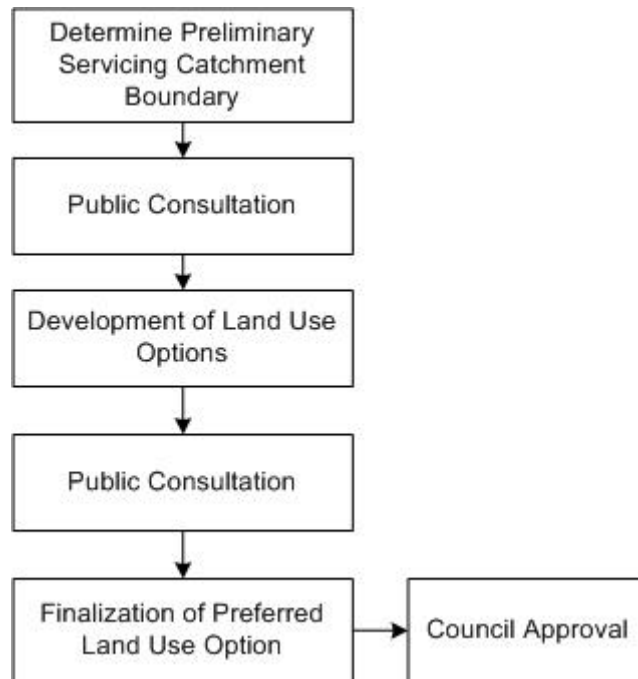 Determine Preliminary
Servicing Catchment
Boundary
Public Consultation
Development of Land Use
Options
Public Consultation
Finalization of Preferred
Land Use Option
Council Approval